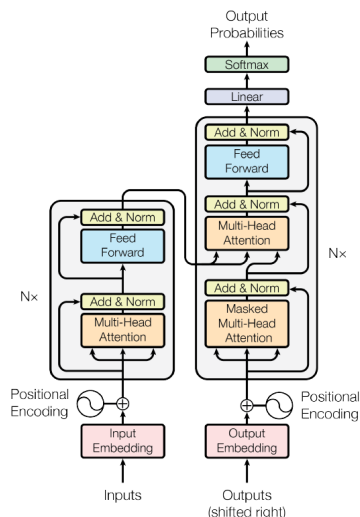 Output
Probabilities
Softmax
Linear
Add & Norm
Feed
Forward
Add & Norm
Multi-Head
Attention
N×
Add & Norm
Masked
Multi-Head
Attention
Add & Norm
Feed
Forward
N×
Add & Norm
Multi-Head
Attention
Positional
Encoding
Positional
Encoding
Input
Embedding
Output
Embedding
Inputs
Outputs
(shifted right)